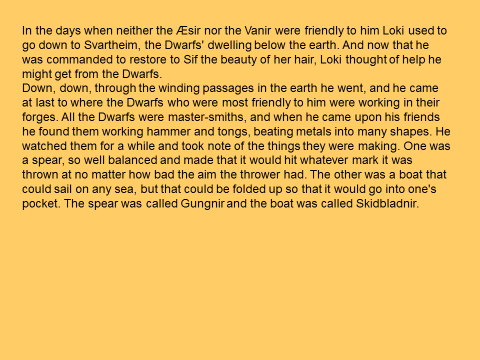 In the days when neither the Æsir nor the Vanir were friendly to him Loki used to
go down to Svartheim, the Dwarfs' dwelling below the earth. And now that he
was commanded to restore to Sif the beauty of her hair, Loki thought of help he
might get from the Dwarfs.
Down, down, through the winding passages in the earth he went, and he came
at last to where the Dwarfs who were most friendly to him were working in their
forges. All the Dwarfs were master-smiths, and when he came upon his friends
he found them working hammer and tongs, beating metals into many shapes. He
watched them for a while and took note of the things they were making. One was
a spear, so well balanced and made that it would hit whatever mark it was
thrown at no matter how bad the aim the thrower had. The other was a boat that
could sail on any sea, but that could be folded up so that it would go into one's
pocket. The spear was called Gungnir and the boat was called Skidbladnir.